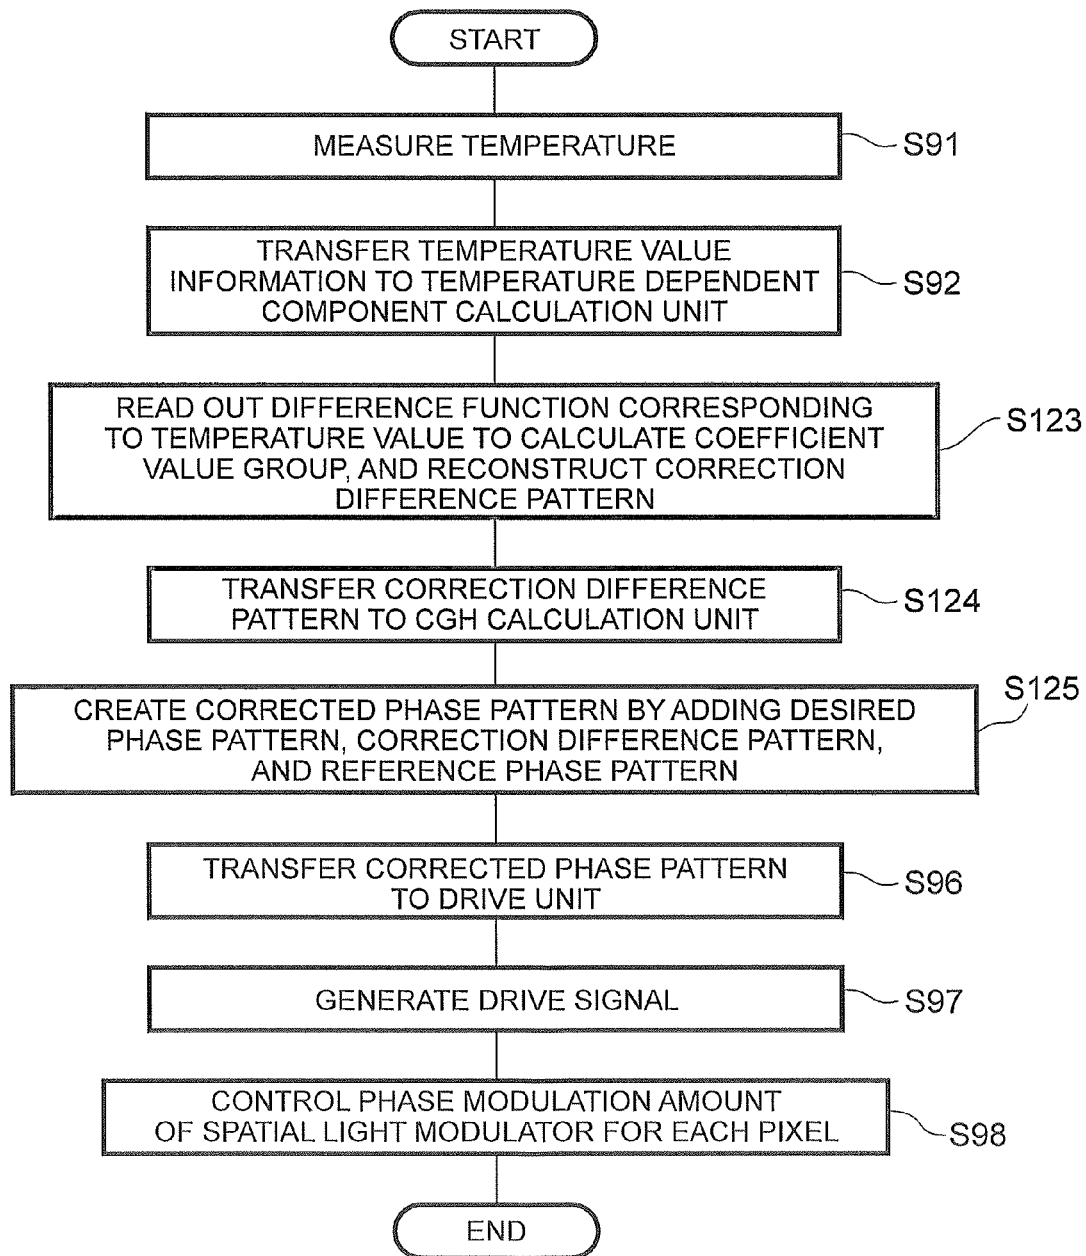 START
MEASURE TEMPERATURE
S91
TRANSFER TEMPERATURE VALUE
INFORMATION TO TEMPERATURE DEPENDENT
COMPONENT CALCULATION UNIT
S92
READ OUT DIFFERENCE FUNCTION CORRESPONDING
TO TEMPERATURE VALUE TO CALCULATE COEFFICIENT
VALUE GROUP, AND RECONSTRUCT CORRECTION
DIFFERENCE PATTERN
S123
TRANSFER CORRECTION DIFFERENCE
PATTERN TO CGH CALCULATION UNIT
S124
CREATE CORRECTED PHASE PATTERN BY ADDING DESIRED
PHASE PATTERN, CORRECTION DIFFERENCE PATTERN,
AND REFERENCE PHASE PATTERN
S125
TRANSFER CORRECTED PHASE PATTERN
TO DRIVE UNIT
S96
GENERATE DRIVE SIGNAL
S97
CONTROL PHASE MODULATION AMOUNT
OF SPATIAL LIGHT MODULATOR FOR EACH PIXEL
S98
END